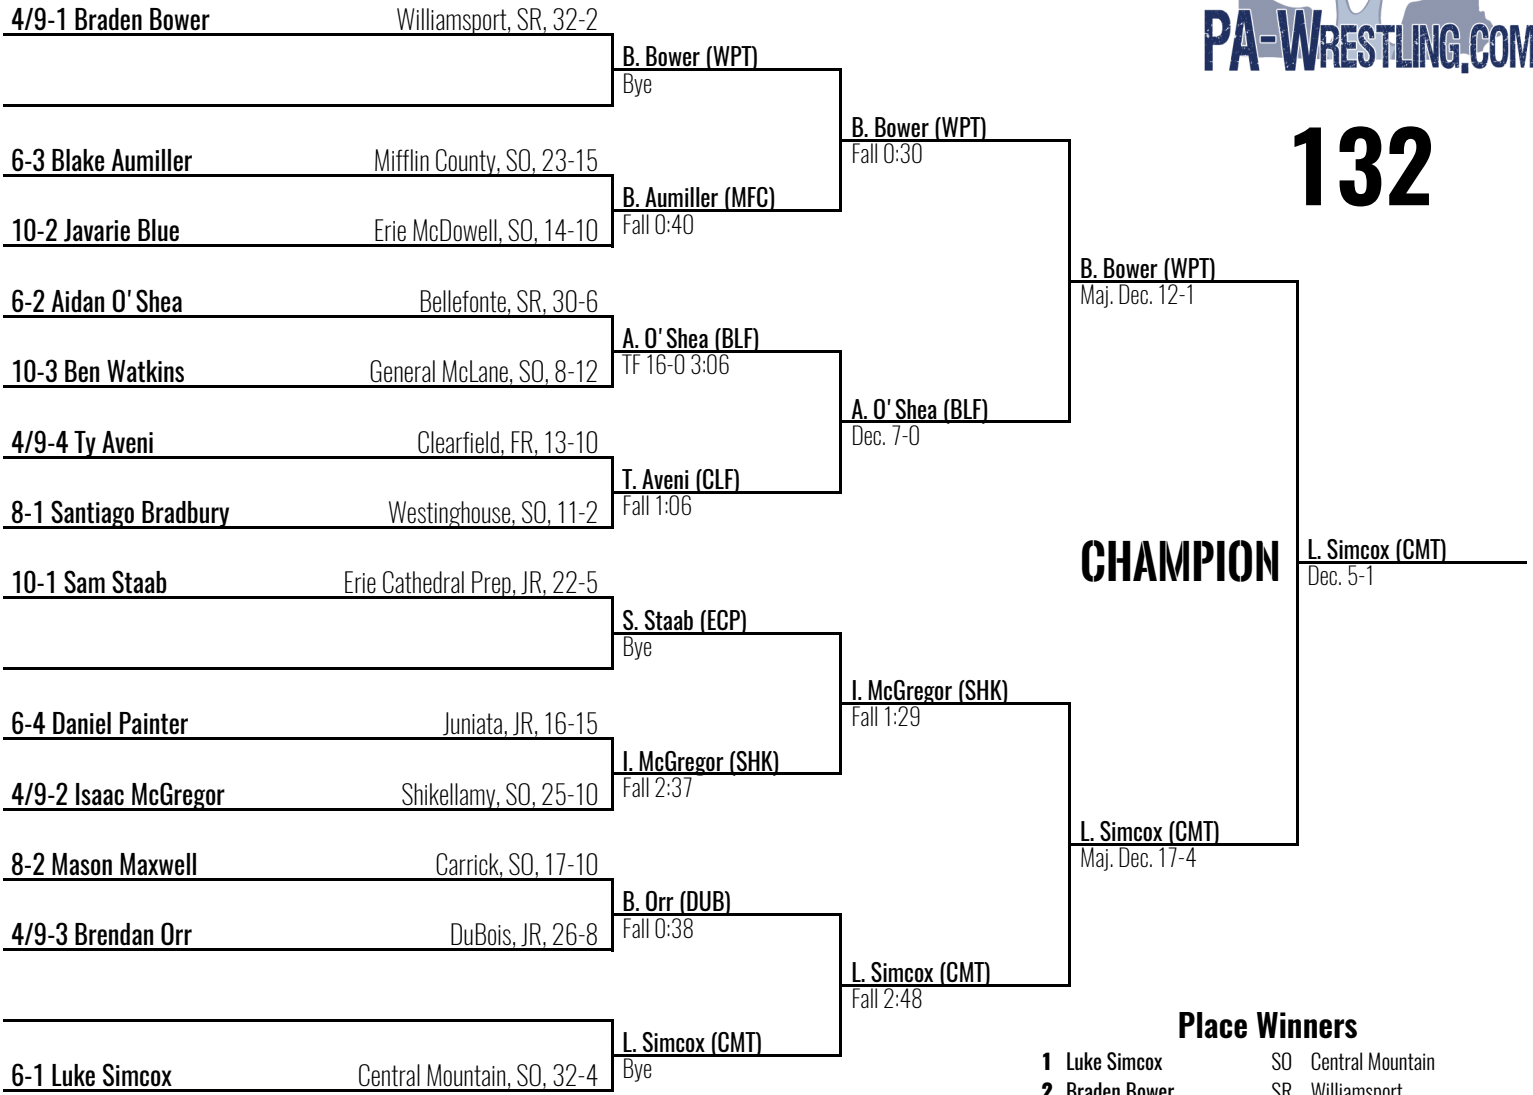 PA-WRESTLING.COM
132
4/9-1 Braden Bower Williamsport, SR, 32-2
B. Bower (WPT)
Bye
B. Bower (WPT)
Fall 0:30
6-3 Blake Aumiller Mifflin County, SO, 23-15
B. Aumiller (MFC)
Fall 0:40
10-2 Javarie Blue Erie McDowell, SO, 14-10
B. Bower (WPT)
Maj. Dec. 12-1
6-2 Aidan O'Shea Bellefonte, SR, 30-6
A. O'Shea (BLF)
TF 16-0 3:06
10-3 Ben Watkins General McLane, SO, 8-12
A. O'Shea (BLF)
Dec. 7-0
4/9-4 Ty Aveni Clearfield, FR, 13-10
T. Aveni (CLF)
Fall 1:06
8-1 Santiago Bradbury Westinghouse, SO, 11-2
CHAMPION
L. Simcox (CMT)
Dec. 5-1
10-1 Sam Staab Erie Cathedral Prep, JR, 22-5
S. Staab (ECP)
Bye
I. McGregor (SHK)
Fall 1:29
6-4 Daniel Painter Juniata, JR, 16-15
I. McGregor (SHK)
Fall 2:37
4/9-2 Isaac McGregor Shikellamy, SO, 25-10
L. Simcox (CMT)
Maj. Dec. 17-4
8-2 Mason Maxwell Carrick, SO, 17-10
B. Orr (DUB)
Fall 0:38
4/9-3 Brendan Orr DuBois, JR, 26-8
L. Simcox (CMT)
Fall 2:48
L. Simcox (CMT)
Bye
6-1 Luke Simcox Central Mountain, SO, 32-4
Place Winners
1 Luke Simcox SO Central Mountain
2 Braden Bower SR Williamsport